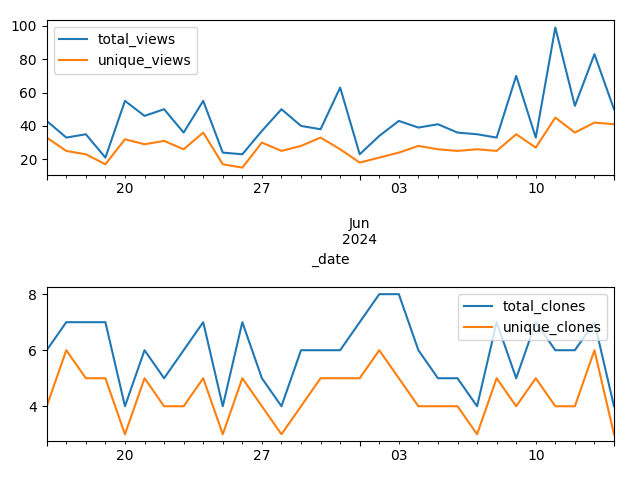 100
80
60
40
20
total_views
unique_views
20 27 03 10
Jun
2024
_date
8
6
4
total_clones
unique_clones
20 27 03 10